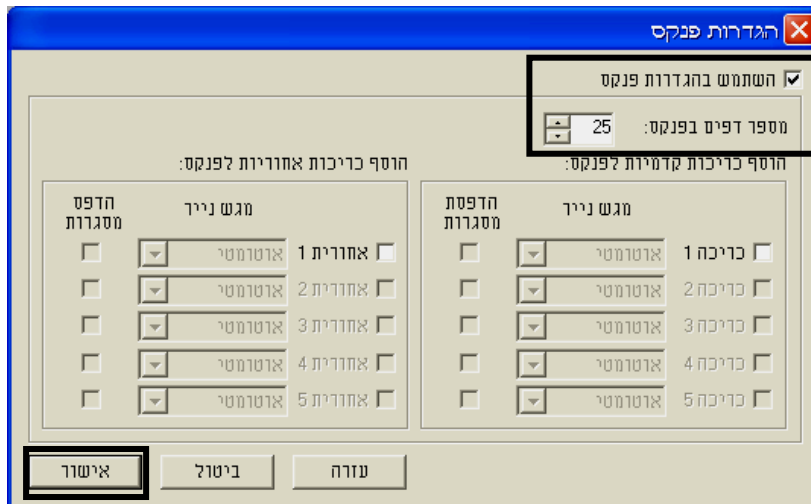 הגדרות פנקס
השתמש בהגדרות פנקס
מספר דפים בפנקס: 25
הוסף כריכות קדמיות לפנקס:
מגש נייר
הדפסת מסגרות
כריכה 1 אוטומטי
כריכה 2 אוטומטי
כריכה 3 אוטומטי
כריכה 4 אוטומטי
כריכה 5 אוטומטי
הוסף כריכות אחוריות לפנקס:
מגש נייר
הדפס מסגרות
אחורית 1 אוטומטי
אחורית 2 אוטומטי
אחורית 3 אוטומטי
אחורית 4 אוטומטי
אחורית 5 אוטומטי
עזרה
ביטול
אישור